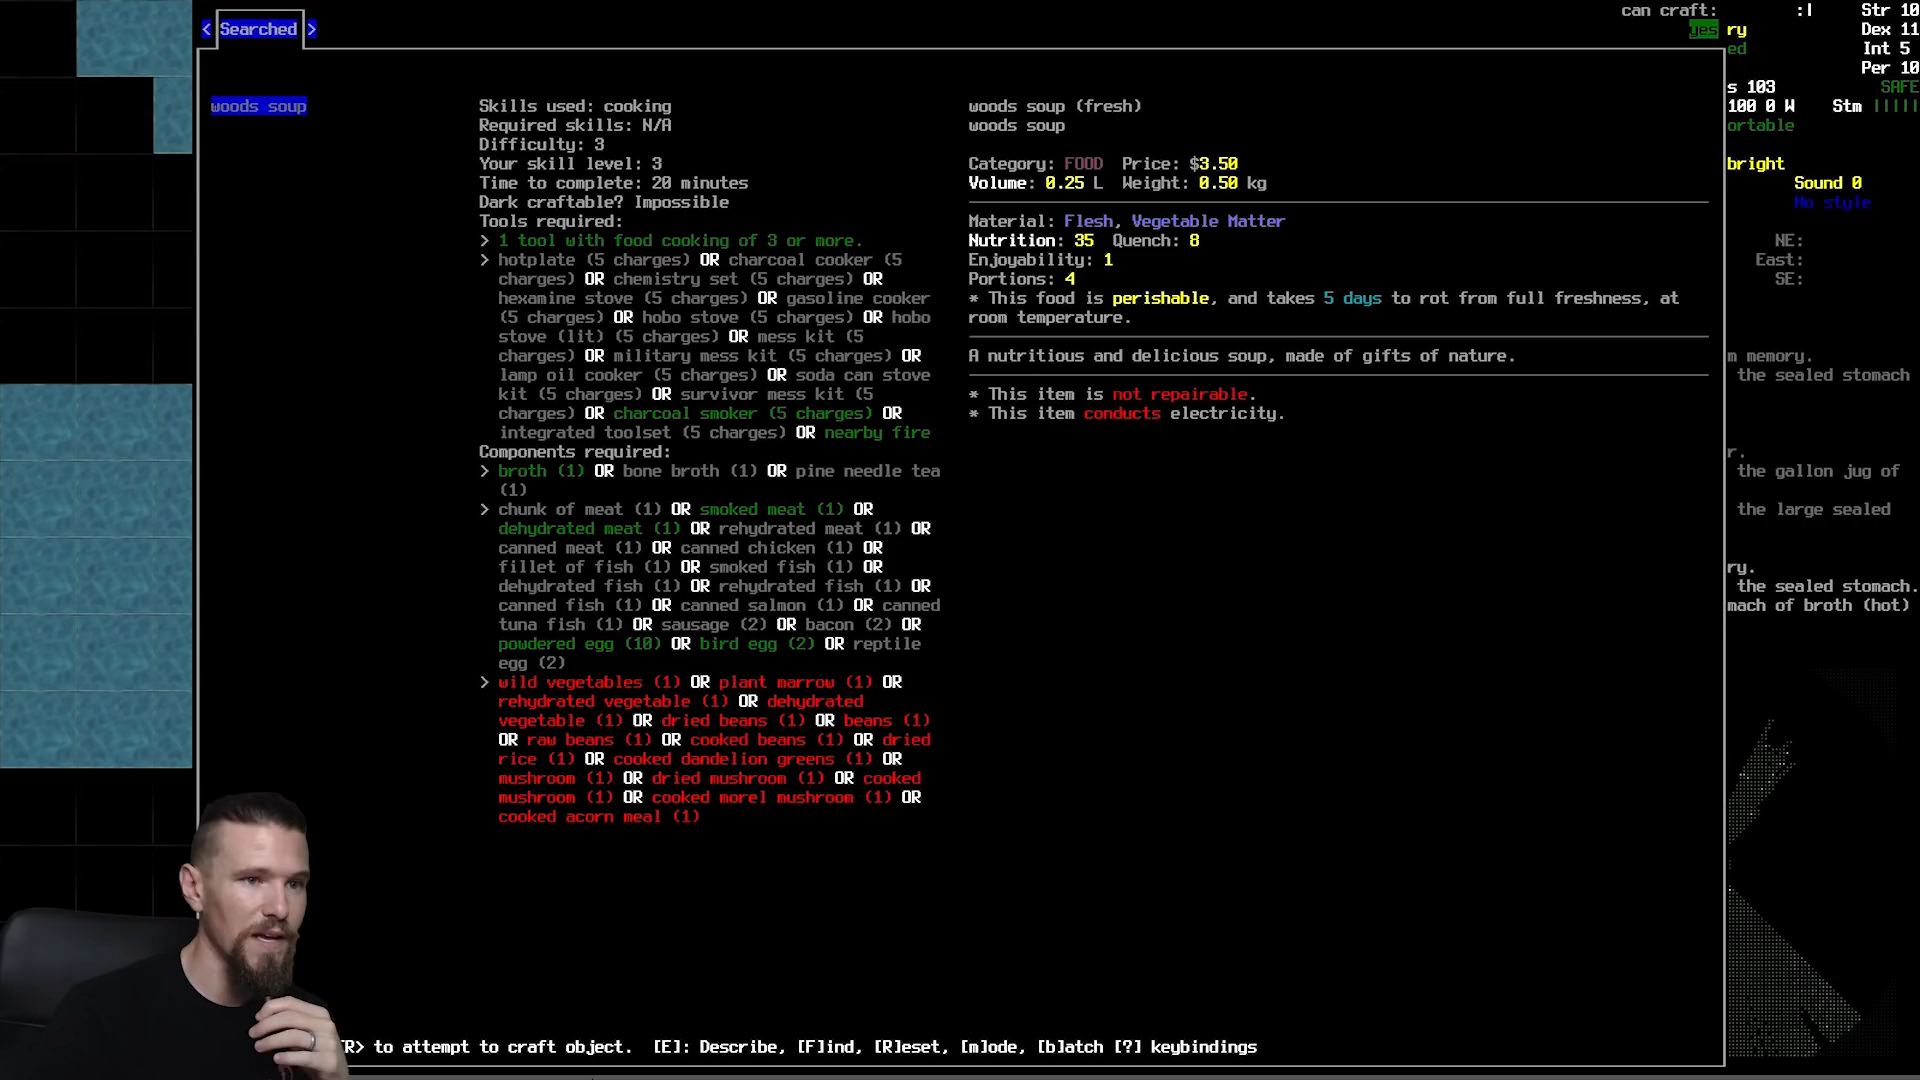 < Searched >
can craft:
yes
:|
Str 10
ry
Dex 11
ed
Int 5
Per 10
s 103
SAFE
100 0 W
Stm |||||
ortable
bright
Sound 0
No style
NE:
East:
SE:
m memory.
the sealed stomach
r.
the gallon jug of
the large sealed
ry.
the sealed stomach.
mach of broth (hot)
woods soup
Skills used: cooking
Required skills: N/A
Difficulty: 3
Your skill level: 3
Time to complete: 20 minutes
Dark craftable? Impossible
Tools required:
> 1 tool with food cooking of 3 or more.
> hotplate (5 charges) OR charcoal cooker (5
charges) OR chemistry set (5 charges) OR
hexamine stove (5 charges) OR gasoline cooker
(5 charges) OR hobo stove (5 charges) OR hobo
stove (lit) (5 charges) OR mess kit (5
charges) OR military mess kit (5 charges) OR
lamp oil cooker (5 charges) OR soda can stove
kit (5 charges) OR survivor mess kit (5
charges) OR charcoal smoker (5 charges) OR
integrated toolset (5 charges) OR nearby fire
Components required:
> broth (1) OR bone broth (1) OR pine needle tea
(1)
> chunk of meat (1) OR smoked meat (1) OR
dehydrated meat (1) OR rehydrated meat (1) OR
canned meat (1) OR canned chicken (1) OR
fillet of fish (1) OR smoked fish (1) OR
dehydrated fish (1) OR rehydrated fish (1) OR
canned fish (1) OR canned salmon (1) OR canned
tuna fish (1) OR sausage (2) OR bacon (2) OR
powdered egg (10) OR bird egg (2) OR reptile
egg (2)
> wild vegetables (1) OR plant marrow (1) OR
rehydrated vegetable (1) OR dehydrated
vegetable (1) OR dried beans (1) OR beans (1)
OR raw beans (1) OR cooked beans (1) OR dried
rice (1) OR cooked dandelion greens (1) OR
mushroom (1) OR dried mushroom (1) OR cooked
mushroom (1) OR cooked morel mushroom (1) OR
cooked acorn meal (1)
woods soup (fresh)
woods soup
Category: FOOD Price: $3.50
Volume: 0.25 L Weight: 0.50 kg
Material: Flesh, Vegetable Matter
Nutrition: 35 Quench: 8
Enjoyability: 1
Portions: 4
* This food is perishable, and takes 5 days to rot from full freshness, at
room temperature.
A nutritious and delicious soup, made of gifts of nature.
* This item is not repairable.
* This item conducts electricity.
R> to attempt to craft object. [E]: Describe, [F]ind, [R]eset, [m]ode, [b]atch [?] keybindings